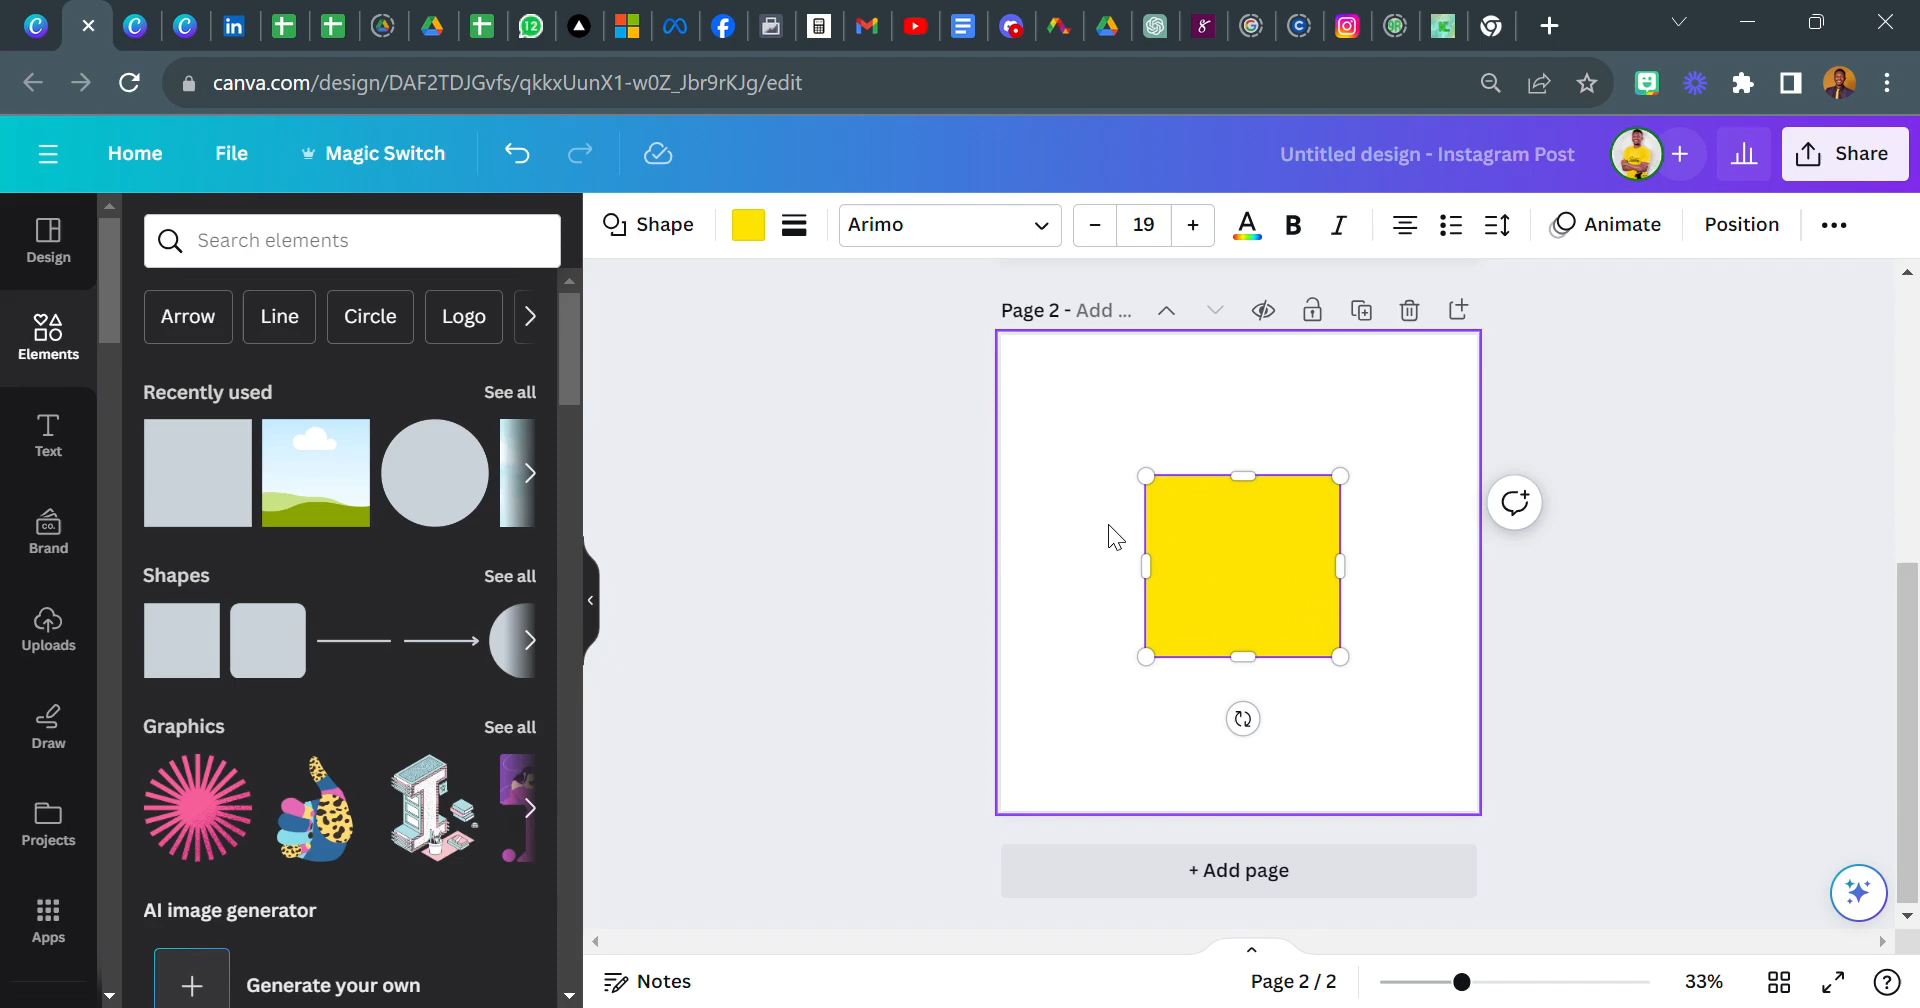 12
canva.com/design/DAF2TDJGvfs/qkkxUunX1-w0Z_Jbr9rKJg/edit
Home
File
Magic Switch
Untitled design - Instagram Post
Share
Design
Elements
Text
CO.
Brand
Uploads
Draw
Projects
Apps
Search elements
Arrow
Line
Circle
Logo
Recently used
See all
Shapes
See all
Graphics
See all
AI image generator
Generate your own
Shape
Arimo
- 19 +
A
B
I
Animate
Position
Page 2 - Add ...
+ Add page
Notes
Page 2 / 2
33%